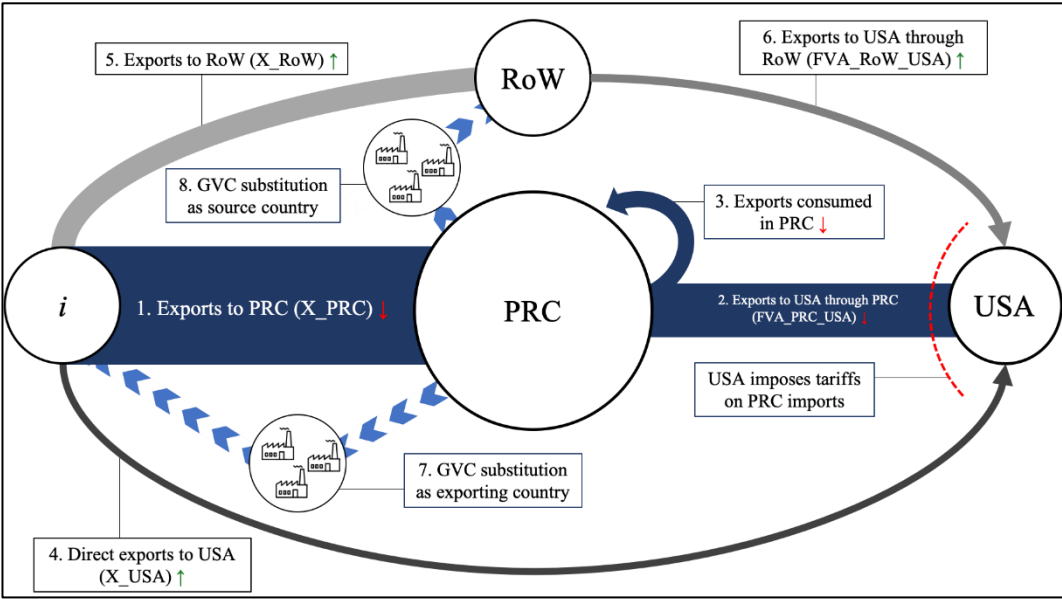 5. Exports to RoW (X_RoW) ↑
RoW
6. Exports to USA through
RoW (FVA_RoW_USA) ↑
8. GVC substitution
as source country
3. Exports consumed
in PRC ↓
i
1. Exports to PRC (X_PRC) ↓
PRC
2. Exports to USA through PRC
(FVA_PRC_USA) ↓
USA
USA imposes tariffs
on PRC imports
7. GVC substitution
as exporting country
4. Direct exports to USA
(X_USA) ↑